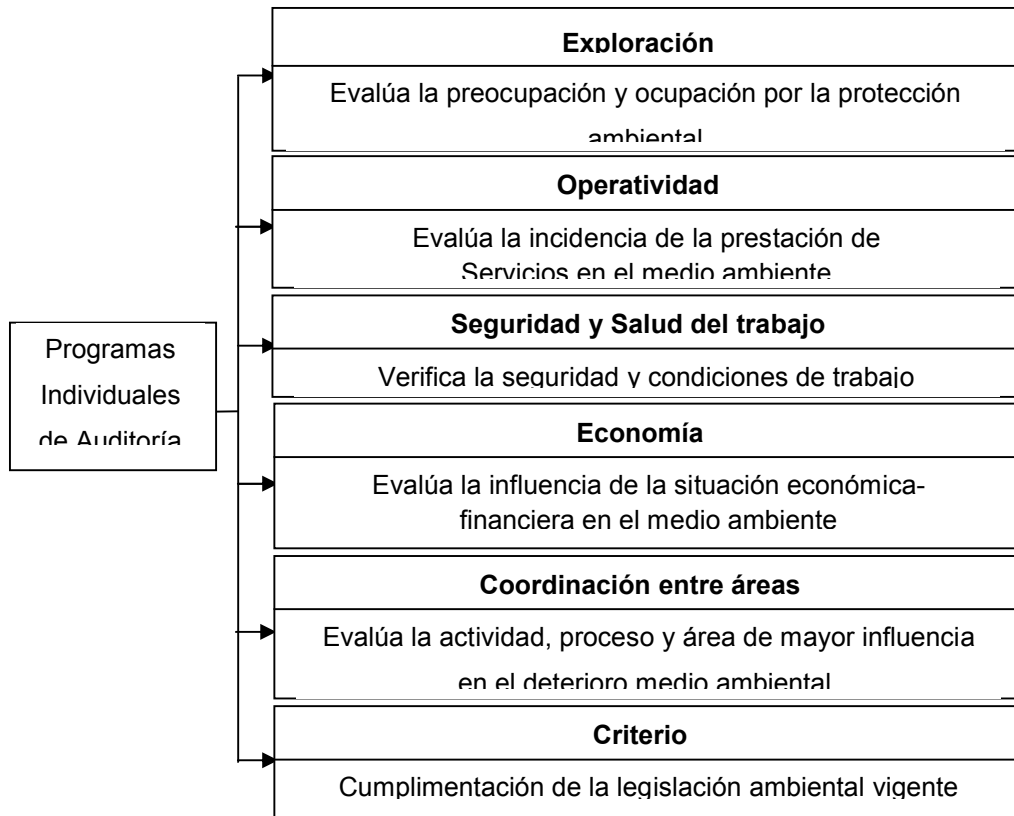 Exploración
Evalúa la preocupación y ocupación por la protección
ambiental
Operatividad
Evalúa la incidencia de la prestación de
Servicios en el medio ambiente
Seguridad y Salud del trabajo
Verifica la seguridad y condiciones de trabajo
Programas
Individuales
de Auditoría
Economía
Evalúa la influencia de la situación económica-
financiera en el medio ambiente
Coordinación entre áreas
Evalúa la actividad, proceso y área de mayor influencia
en el deterioro medio ambiental
Criterio
Cumplimentación de la legislación ambiental vigente